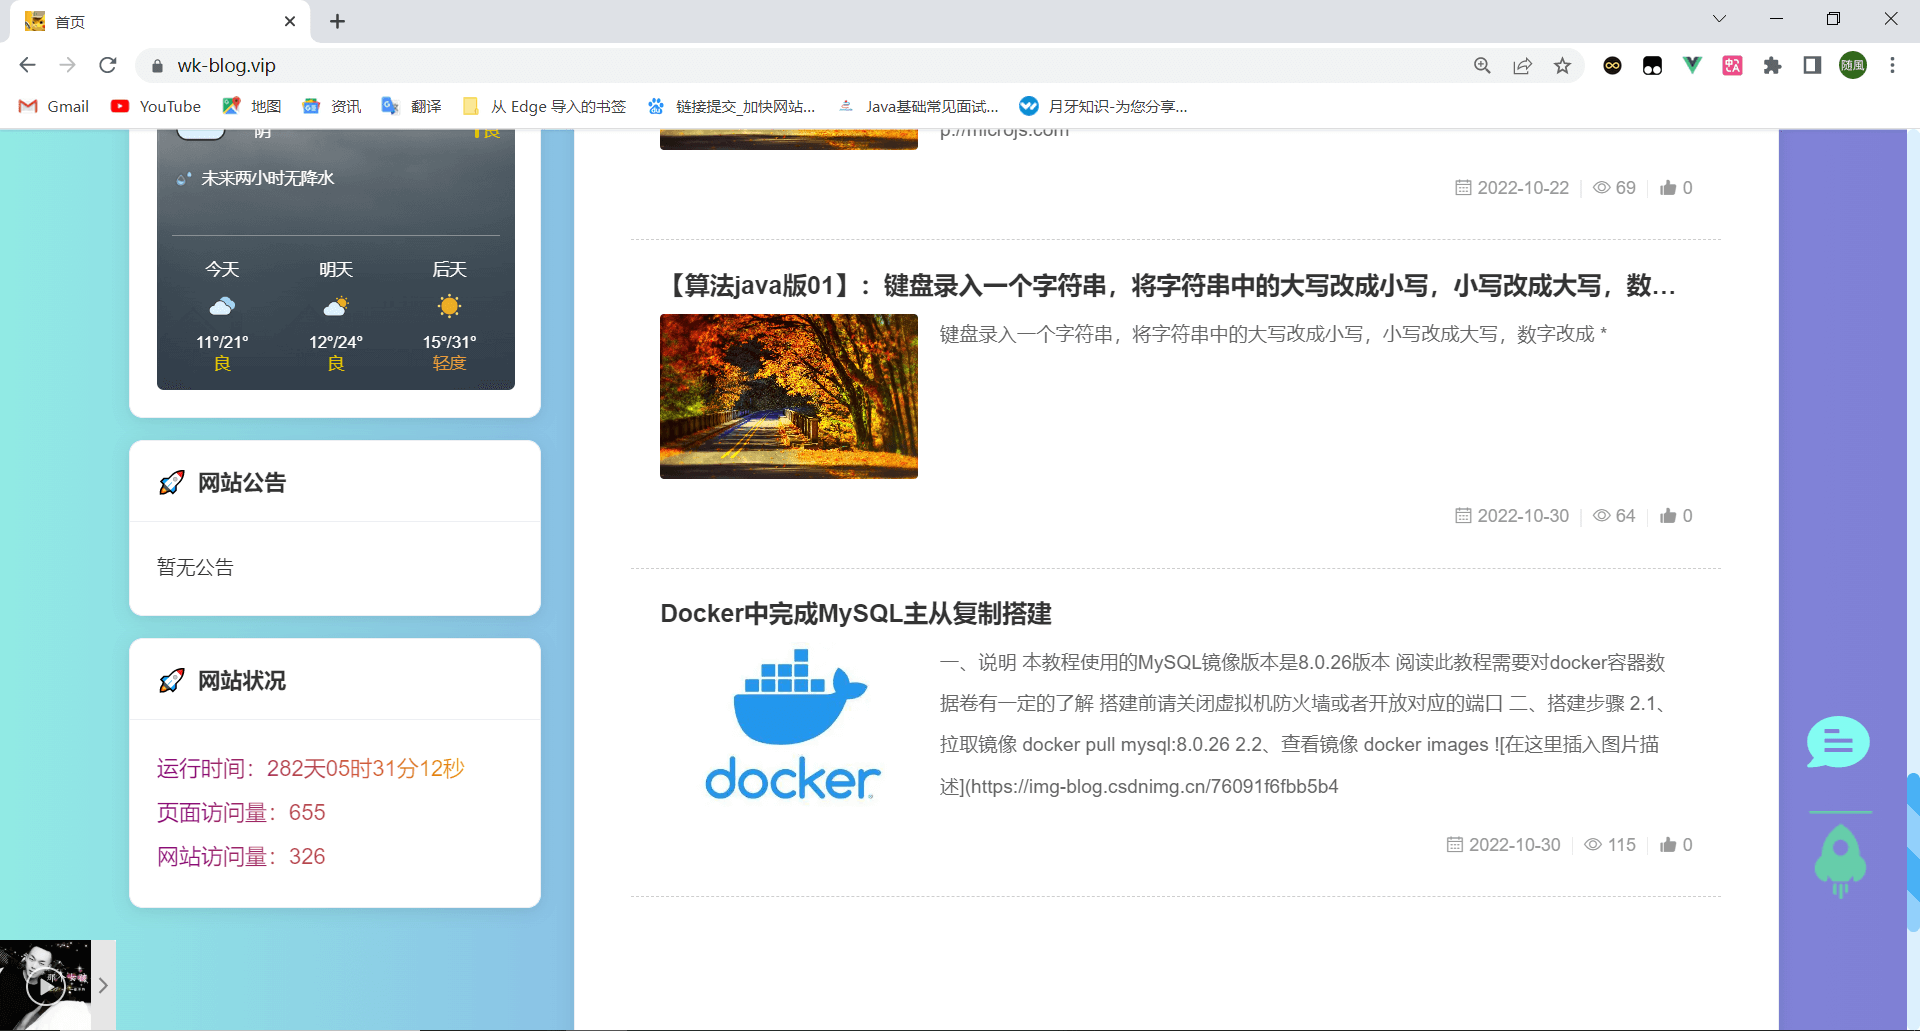 首页
wk-blog.vip
随風
Gmail
YouTube
地图
资讯
翻译
从 Edge 导入的书签
链接提交_加快网站...
Java基础常见面试...
月牙知识-为您分享...
阴
良
未来两小时无降水
今天 明天 后天
11°/21° 12°/24° 15°/31°
良 良 轻度
网站公告
暂无公告
网站状况
运行时间：282天05时31分12秒
页面访问量：655
网站访问量：326
p://microjs.com
2022-10-22 69 0
【算法java版01】：键盘录入一个字符串，将字符串中的大写改成小写，小写改成大写，数...
键盘录入一个字符串，将字符串中的大写改成小写，小写改成大写，数字改成 *
2022-10-30 64 0
Docker中完成MySQL主从复制搭建
docker
一、说明 本教程使用的MySQL镜像版本是8.0.26版本 阅读此教程需要对docker容器数
据卷有一定的了解 搭建前请关闭虚拟机防火墙或者开放对应的端口 二、搭建步骤 2.1、
拉取镜像 docker pull mysql:8.0.26 2.2、查看镜像 docker images ![在这里插入图片描
述](https://img-blog.csdnimg.cn/76091f6fbb5b4
2022-10-30 115 0